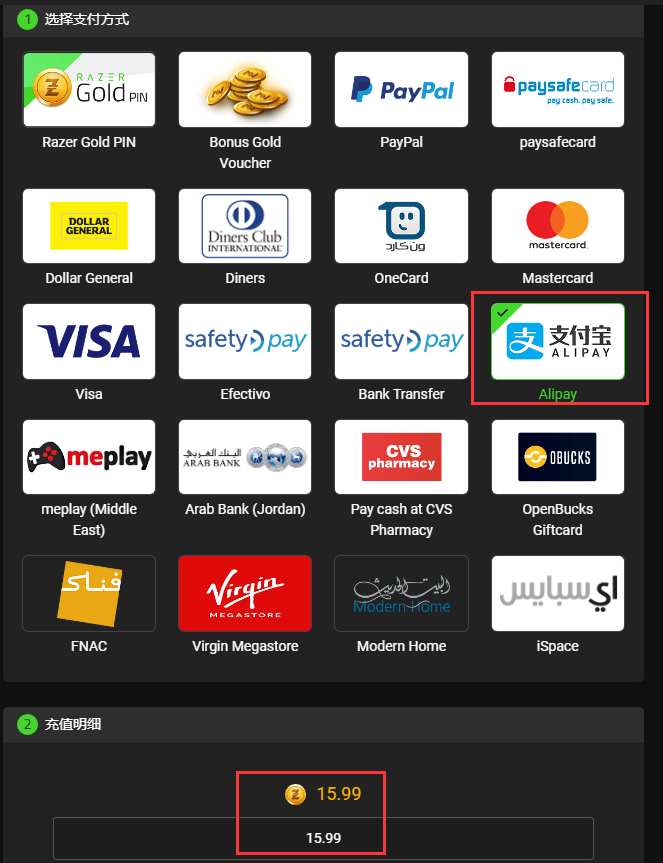 1 选择支付方式
RAZER
Gold PIN
PayPal
paysafecard
pay cash. pay safe.
Razer Gold PIN
Bonus Gold
Voucher
PayPal
paysafecard
DOLLAR
GENERAL
Diners Club
INTERNATIONAL
ون كارد
mastercard.
Dollar General
Diners
OneCard
Mastercard
VISA
safetypay
safetypay
支 支付宝
ALIPAY
Visa
Efectivo
Bank Transfer
Alipay
meplay
البنك العربي
ARAB BANK
CVS
pharmacy
OBUCKS
meplay (Middle
East)
Arab Bank (Jordan)
Pay cash at CVS
Pharmacy
OpenBucks
Giftcard
فناك
Virgin
MEGASTORE
البيت الحديث
Modern Home
اي سبايس
FNAC
Virgin Megastore
Modern Home
iSpace
2 充值明细
15.99
15.99